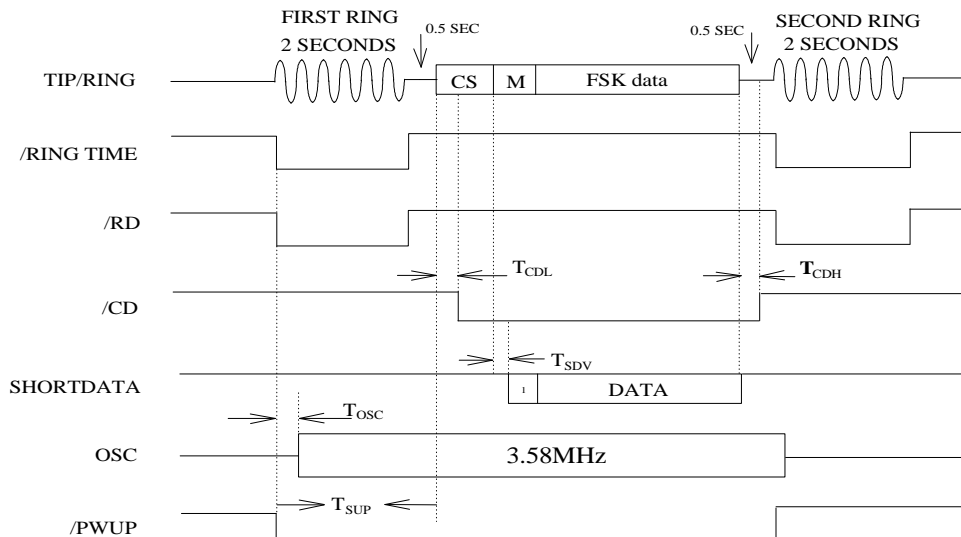 FIRST RING
2 SECONDS
0.5 SEC
0.5 SEC
SECOND RING
2 SECONDS
TIP/RING
CS
M
FSK data
/RING TIME
/RD
TCDL
TCDH
/CD
TSDV
SHORTDATA
1
DATA
TOSC
OSC
3.58MHz
TSUP
/PWUP